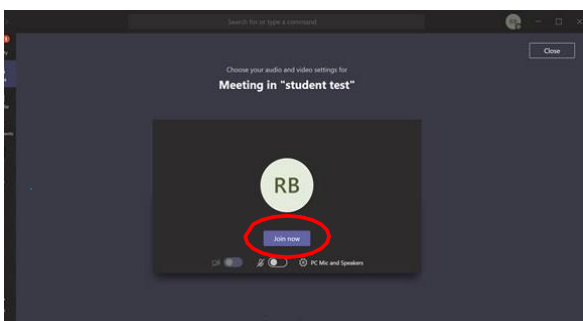 Search for or type a command
Close
Choose your audio and video settings for
Meeting in "student test"
RB
Join now
PC Mic and Speakers